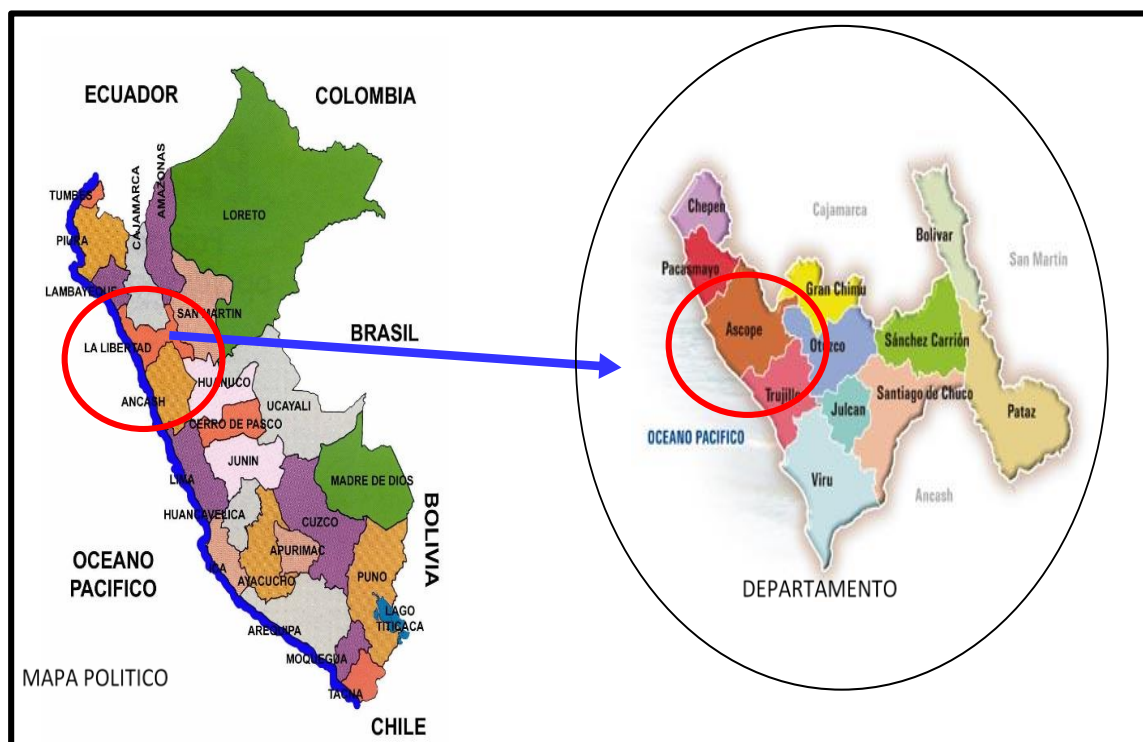 ECUADOR
COLOMBIA
TUMBES
PIURA
CAJAMARCA
AMAZONAS
LORETO
LAMBAYEQUE
SAN MARTIN
LA LIBERTAD
BRASIL
HUANUCO
ANCASH
UCAYALI
CERRO DE PASCO
JUNIN
LIMA
MADRE DE DIOS
HUANCAVELICA
CUZCO
BOLIVIA
OCEANO
PACIFICO
APURIMAC
ICA
AYACUCHO
PUNO
LAGO
TITICACA
AREQUIPA
MOQUEGUA
TACNA
MAPA POLITICO
CHILE
Chepen
Cajamarca
Bolivar
San Martin
Pacasmayo
Gran Chimu
Ascope
Otuzco
Sánchez Carrión
Trujillo
Santiago de Chuco
Julcan
Pataz
OCEANO PACIFICO
Viru
Ancash
DEPARTAMENTO